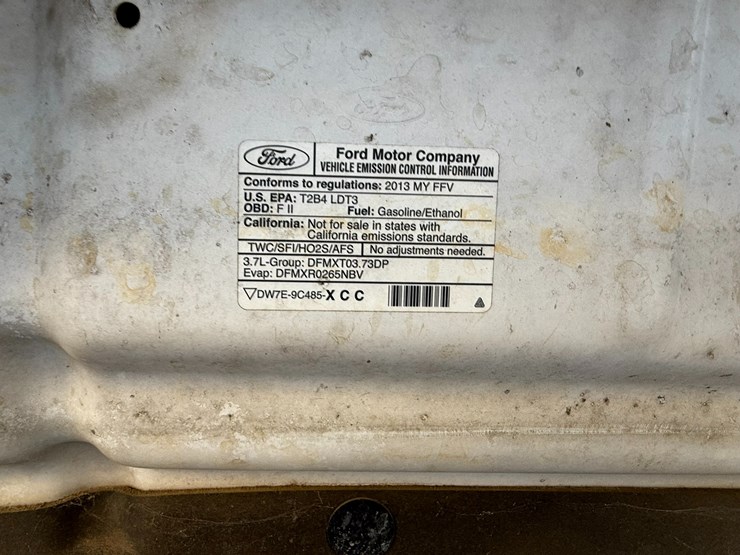 Ford
Ford Motor Company
VEHICLE EMISSION CONTROL INFORMATION
Conforms to regulations: 2013 MY FFV
U.S. EPA: T2B4 LDT3
OBD: F II Fuel: Gasoline/Ethanol
California: Not for sale in states with
California emissions standards.
TWC/SFI/HO2S/AFS No adjustments needed.
3.7L-Group: DFMXT03.73DP
Evap: DFMXR0265NBV
DW7E-9C485-X C C